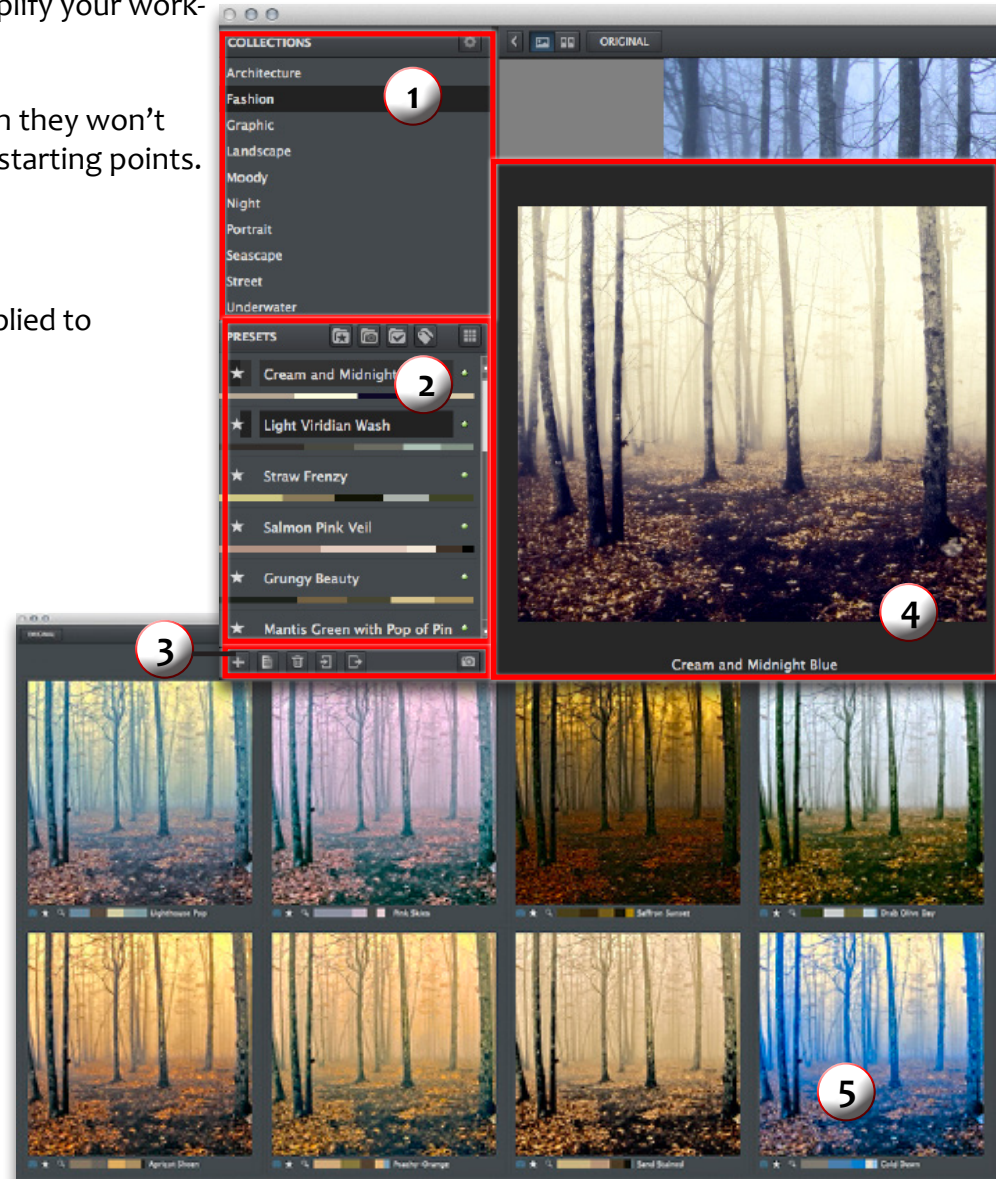 plify your work-
n they won't
starting points.
plied to
COLLECTIONS
ORIGINAL
Architecture
Fashion
1
Graphic
Landscape
Moody
Night
Portrait
Seascape
Street
Underwater
PRESETS
Cream and Midnight
2
Light Viridian Wash
Straw Frenzy
Salmon Pink Veil
Grungy Beauty
Mantis Green with Pop of Pin
4
Cream and Midnight Blue
3
ORIGINAL
Lighthouse Pop
Pink Skies
Saffron Sunset
Drab Olive Day
5
Apricot Sheen
Peachy-Orange
Sand Stained
Cold Dawn